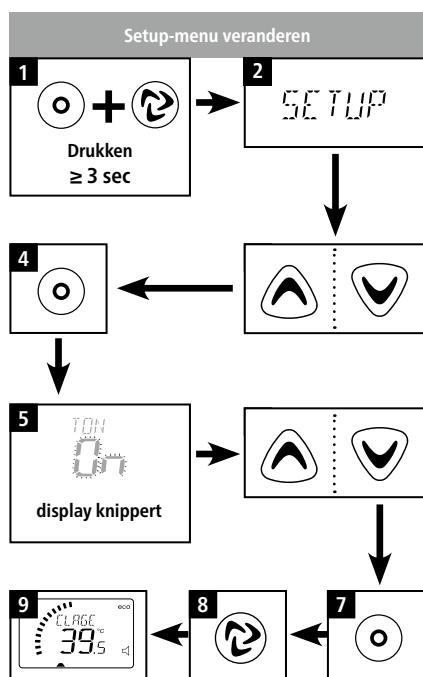 Setup-menu veranderen
1
Drukken
≥ 3 sec
2
SETUP
4
5
TON
On
display knippert
7
8
9
eco
CLAGE
39.5 °C